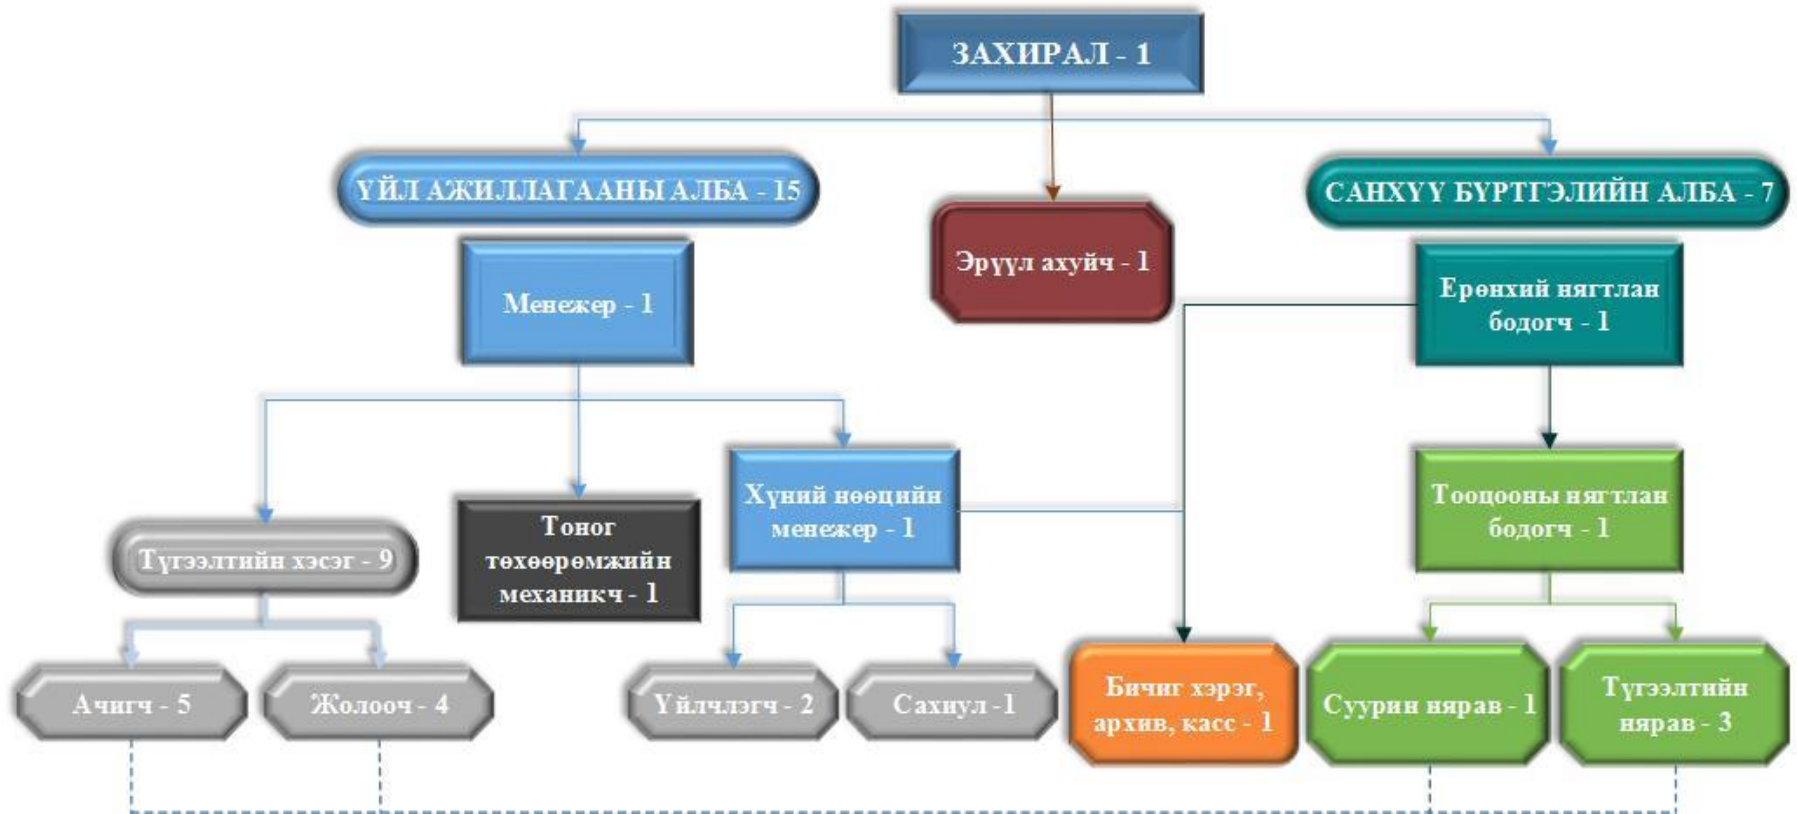 ЗАХИРАЛ - 1
ҮЙЛ АЖИЛЛАГААНЫ АЛБА - 15
САНХҮҮ БҮРТГЭЛИЙН АЛБА - 7
Менежер - 1
Эрүүл ахуйч - 1
Ерөнхий нягтлан
бодогч - 1
Түгээлтийн хэсэг - 9
Тоног
төхөөрөмжийн
механикч - 1
Хүний нөөцийн
менежер - 1
Тооцооны нягтлан
бодогч - 1
Ачигч - 5
Жолооч - 4
Үйлчлэгч - 2
Сахиул -1
Бичиг хэрэг,
архив, касс - 1
Суурин нярав - 1
Түгээлтийн
нярав - 3